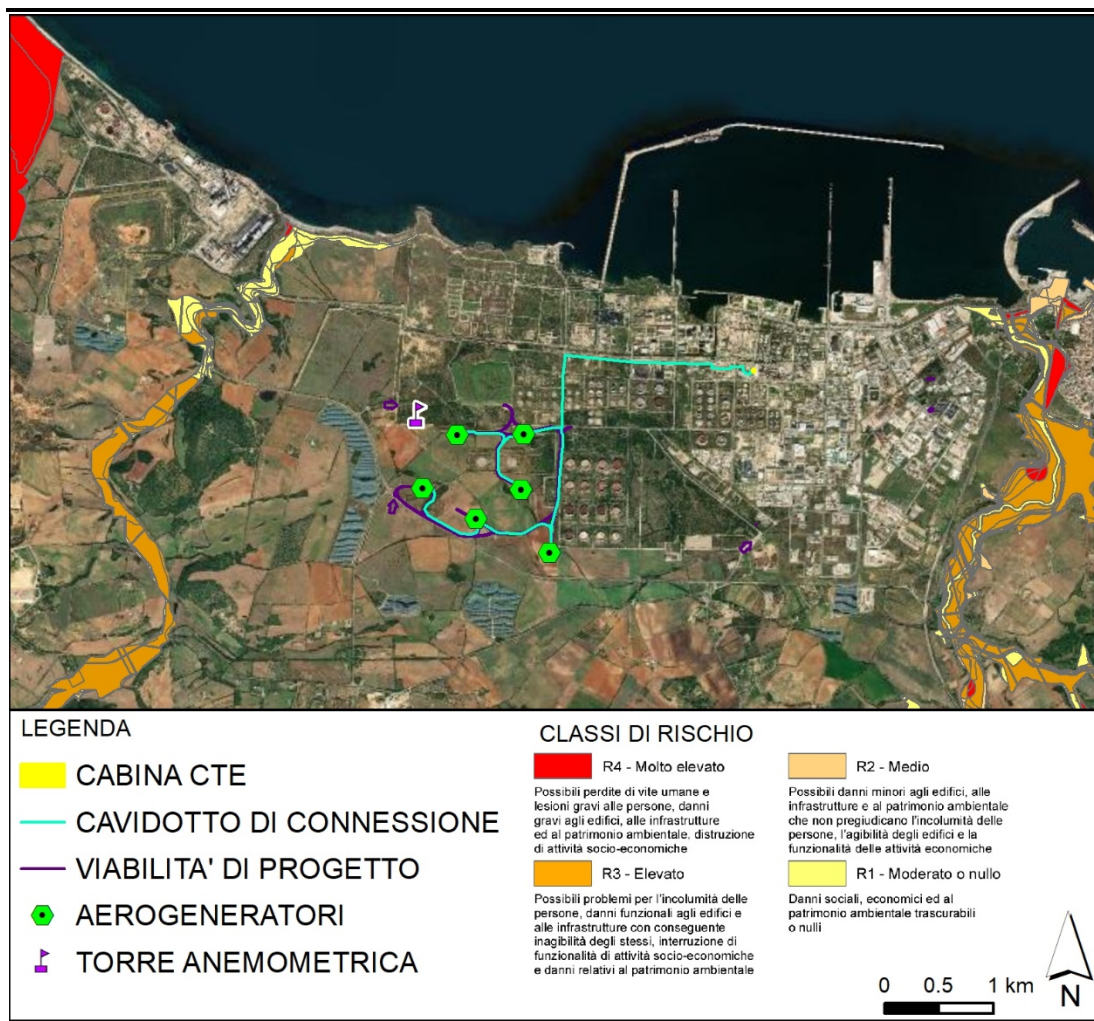 LEGENDA
CABINA CTE
CAVIDOTTO DI CONNESSIONE
VIABILITA' DI PROGETTO
AEROGENERATORI
TORRE ANEMOMETRICA
CLASSI DI RISCHIO
R4 - Molto elevato
Possibili perdite di vite umane e
lesioni gravi alle persone, danni
gravi agli edifici, alle infrastrutture
ed al patrimonio ambientale, distruzione
di attività socio-economiche
R3 - Elevato
Possibili problemi per l'incolumità delle
persone, danni funzionali agli edifici e
alle infrastrutture con conseguente
inagibilità degli stessi, interruzione di
funzionalità di attività socio-economiche
e danni relativi al patrimonio ambientale
R2 - Medio
Possibili danni minori agli edifici, alle
infrastrutture e al patrimonio ambientale
che non pregiudicano l'incolumità delle
persone, l'agibilità degli edifici e la
funzionalità delle attività economiche
R1 - Moderato o nullo
Danni sociali, economici ed al
patrimonio ambientale trascurabili
o nulli
0 0.5 1 km
N